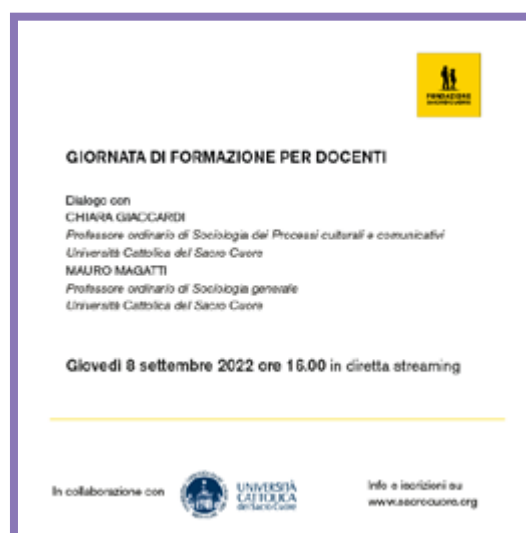 FONDAZIONE
GIORNATA DI FORMAZIONE PER DOCENTI
Dialogo con
CHIARA GIACCARDI
Professore ordinario di Sociologia dei Processi culturali e comunicativi
Università Cattolica del Sacro Cuore
MAURO MAGATTI
Professore ordinario di Sociologia generale
Università Cattolica del Sacro Cuore
Giovedì 8 settembre 2022 ore 16.00 in diretta streaming
In collaborazione con
UNIVERSITÀ
CATTOLICA
del Sacro Cuore
Info e iscrizioni su
www.sacrocuore.org